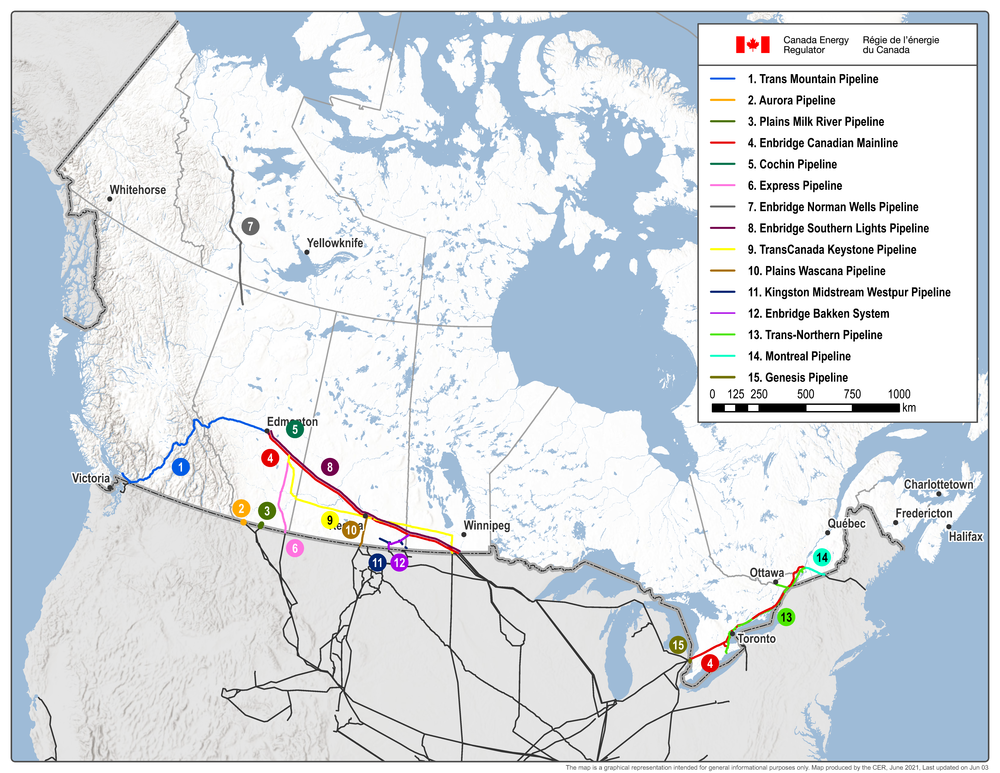 Canada Energy
Regulator
Régie de l'énergie
du Canada
1. Trans Mountain Pipeline
2. Aurora Pipeline
3. Plains Milk River Pipeline
4. Enbridge Canadian Mainline
5. Cochin Pipeline
6. Express Pipeline
7. Enbridge Norman Wells Pipeline
8. Enbridge Southern Lights Pipeline
9. TransCanada Keystone Pipeline
10. Plains Wascana Pipeline
11. Kingston Midstream Westpur Pipeline
12. Enbridge Bakken System
13. Trans-Northern Pipeline
14. Montreal Pipeline
15. Genesis Pipeline
0 125 250 500 750 1000
km
Whitehorse
7
Yellowknife
Edmonton
5
4
8
1
Victoria
Charlottetown
2
3
9
10
Winnipeg
Fredericton
Québec
Halifax
6
11
12
14
Ottawa
13
Toronto
15
4
The map is a graphical representation intended for general informational purposes only. Map produced by the CER, June 2021, Last updated on Jun 03